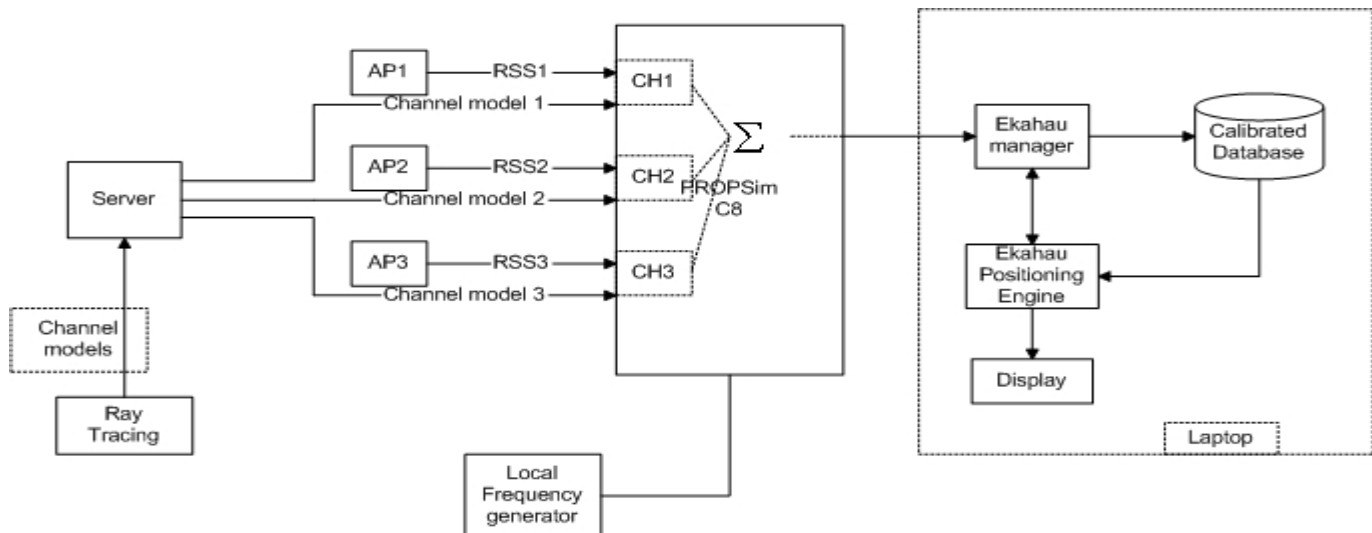 AP1
RSS1
Channel model 1
CH1
AP2
RSS2
Channel model 2
CH2
AP3
RSS3
Channel model 3
CH3
Σ
PROPSim
C8
Server
Channel
models
Ray
Tracing
Local
Frequency
generator
Ekahau
manager
Calibrated
Database
Ekahau
Positioning
Engine
Display
Laptop